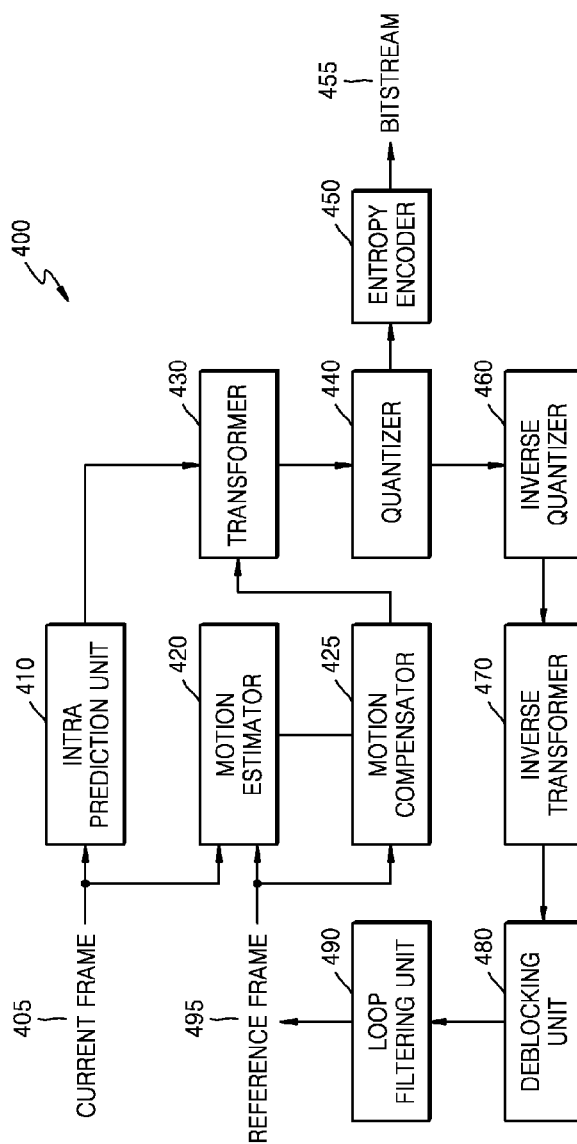 400
405
CURRENT FRAME
410
INTRA
PREDICTION UNIT
430
TRANSFORMER
495
REFERENCE FRAME
420
MOTION
ESTIMATOR
440
QUANTIZER
450
ENTROPY
ENCODER
455
BITSTREAM
425
MOTION
COMPENSATOR
490
LOOP
FILTERING UNIT
480
DEBLOCKING
UNIT
470
INVERSE
TRANSFORMER
460
INVERSE
QUANTIZER